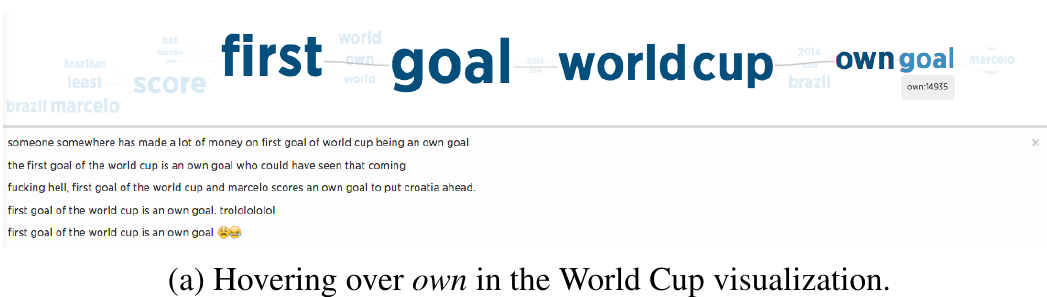 bet
world
2014
brazilian
marcelo
first
own
goal
2014
world cup
own goal
marcelo
least
score
world
brazil
own:14935
brazil marcelo
someone somewhere has made a lot of money on first goal of world cup being an own goal
the first goal of the world cup is an own goal who could have seen that coming
fucking hell, first goal of the world cup and marcelo scores an own goal to put croatia ahead.
first goal of the world cup is an own goal. trolololol
first goal of the world cup is an own goal 😩😂
(a) Hovering over own in the World Cup visualization.